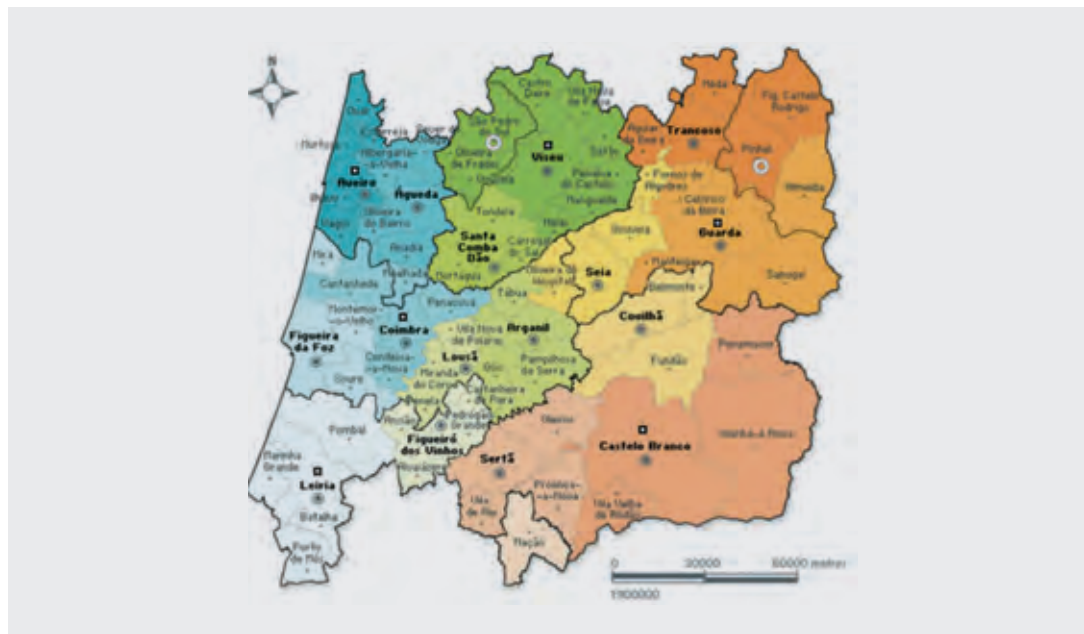 Meda
Castro
Daire
Vila Nova
de Paiva
Fig. Castelo
Rodrigo
Ovar
São Pedro
do Sul
Aguiar
da Beira
Trancoso
Estarreja
Murtosa
Albergaria-
-a-Velha
Oliveira
de Frades
Viseu
Sátão
Pinhel
Vouzela
Penalva
do Castelo
Fornos de
Algodres
Almeida
Aveiro
Águeda
Mangualde
Celorico
da Beira
Ílhavo
Oliveira
do Bairro
Tondela
Vagos
Nelas
Gouveia
Guarda
Santa
Comba
Dão
Carregal
do Sal
Anadia
Mira
Mealhada
Mortágua
Oliveira do
Hospital
Seia
Manteigas
Sabugal
Cantanhede
Belmonte
Tábua
Penacova
Montemor-
-o-Velho
Covilhã
Coimbra
Vila Nova
de Poiares
Arganil
Figueira
da Foz
Penamacor
Lousã
Condeixa-
-a-Nova
Fundão
Góis
Pampilhosa
da Serra
Soure
Miranda
do Corvo
Castanheira
de Pera
Penela
Ansião
Pedrógão
Grande
Pombal
Oleiros
Idanha-A-Nova
Figueiró
dos Vinhos
Castelo Branco
Marinha
Grande
Sertã
Alvaiázere
Leiria
Proença-
-a-Nova
Vila
de Rei
Vila Velha
de Ródão
Batalha
Mação
Porto
de Mós
0 30000 60000 metros
1:900000